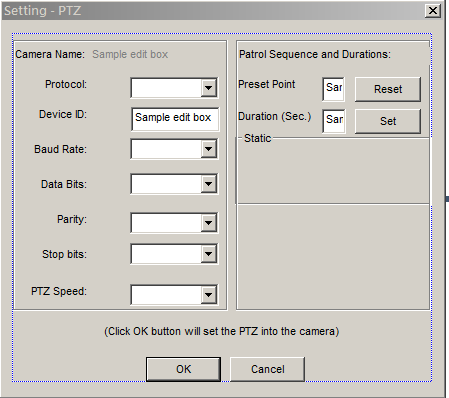 Setting - PTZ
Camera Name: Sample edit box
Protocol:
Device ID: Sample edit box
Baud Rate:
Data Bits:
Parity:
Stop bits:
PTZ Speed:
Patrol Sequence and Durations:
Preset Point Sar Reset
Duration (Sec.) Sam Set
Static
(Click OK button will set the PTZ into the camera)
OK Cancel